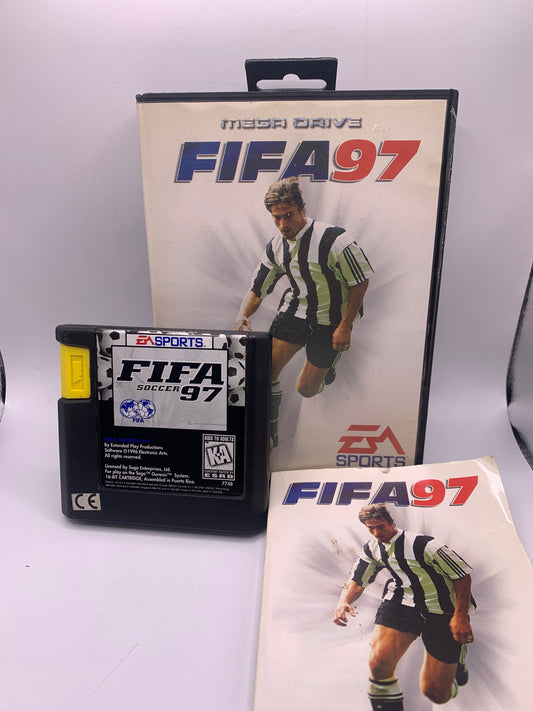 MEGA DRIVE
FIFA97
EA SPORTS
EA SPORTS
FIFA
SOCCER 97
FIFA
By Extended Play Productions
Software ©1996 Electronic Arts.
All rights reserved.
Licensed by Sega Enterprises, Ltd.
For play on the Sega™ Genesis™ System.
16-BIT CARTRIDGE. Assembled in Puerto Rico.
KIDS TO ADULTS
K-A
ESRB
7748
CE
FIFA97